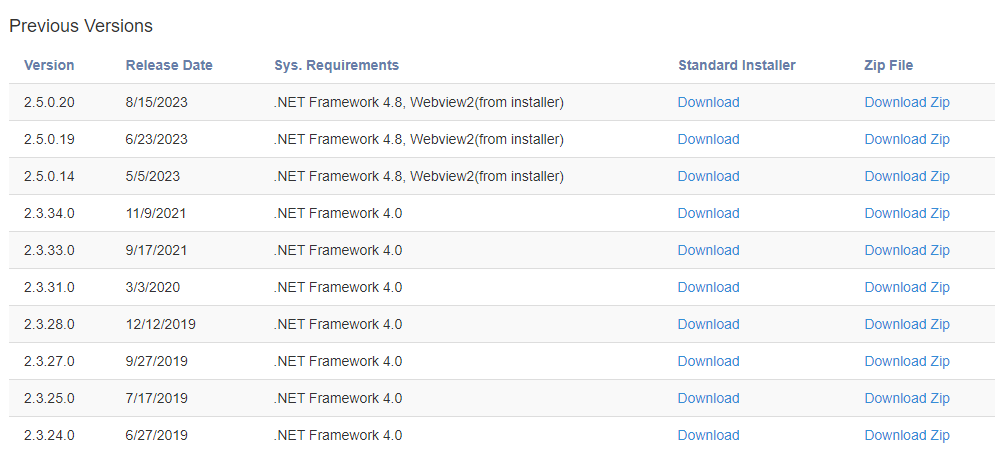 Previous Versions
Version Release Date Sys. Requirements Standard Installer Zip File
2.5.0.20 8/15/2023 .NET Framework 4.8, Webview2(from installer) Download Download Zip
2.5.0.19 6/23/2023 .NET Framework 4.8, Webview2(from installer) Download Download Zip
2.5.0.14 5/5/2023 .NET Framework 4.8, Webview2(from installer) Download Download Zip
2.3.34.0 11/9/2021 .NET Framework 4.0 Download Download Zip
2.3.33.0 9/17/2021 .NET Framework 4.0 Download Download Zip
2.3.31.0 3/3/2020 .NET Framework 4.0 Download Download Zip
2.3.28.0 12/12/2019 .NET Framework 4.0 Download Download Zip
2.3.27.0 9/27/2019 .NET Framework 4.0 Download Download Zip
2.3.25.0 7/17/2019 .NET Framework 4.0 Download Download Zip
2.3.24.0 6/27/2019 .NET Framework 4.0 Download Download Zip